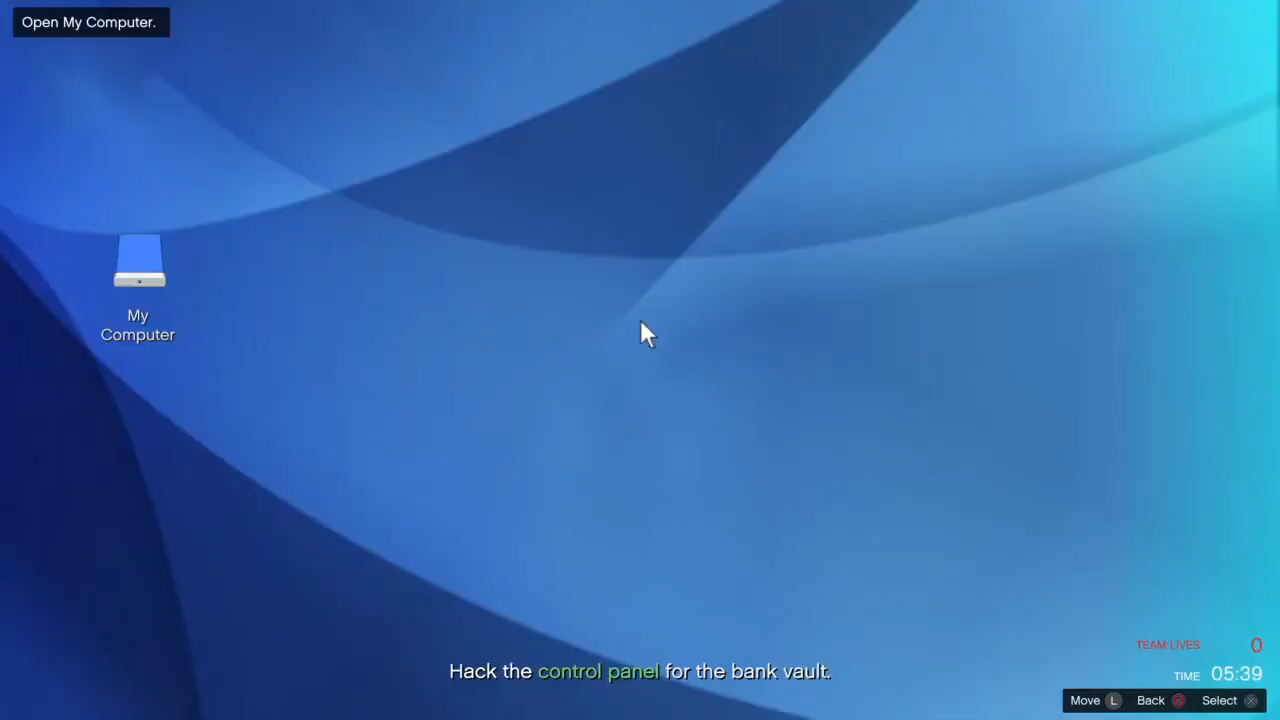 Open My Computer.
My
Computer
TEAM LIVES 0
Hack the control panel for the bank vault.
TIME 05:39
Move L Back Select